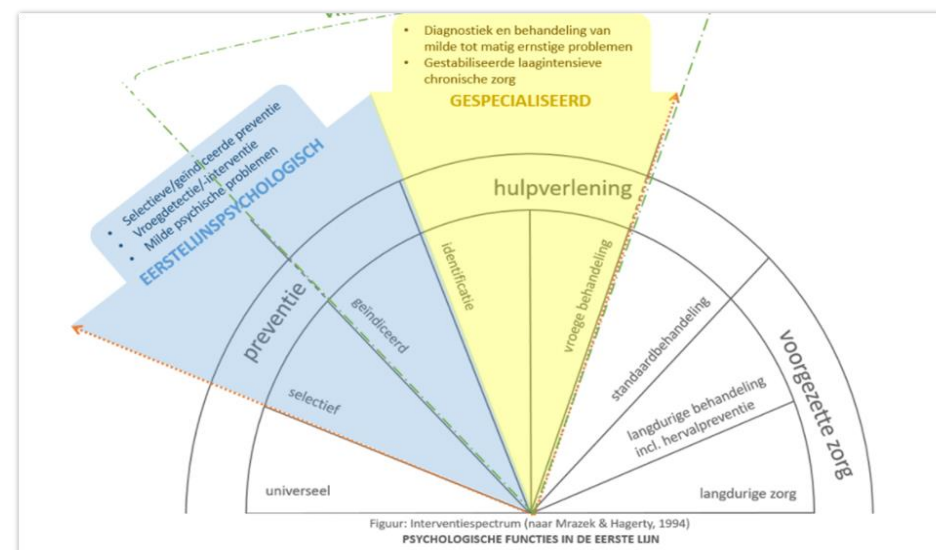 • Diagnostiek en behandeling van
milde tot matig ernstige problemen
• Gestabiliseerde laagintensieve
chronische zorg
GESPECIALISEERD
• Selectieve/geïndiceerde preventie
• Vroegdetectie/-interventie
• Milde psychische problemen
EERSTELIJNSPSYCHOLOGISCH
hulpverlening
preventie
voorgezette zorg
identificatie
vroege behandeling
geïndiceerd
standaardbehandeling
selectief
langdurige behandeling
incl. hervalpreventie
universeel
langdurige zorg
Figuur: Interventiespectrum (naar Mrazek & Hagerty, 1994)
PSYCHOLOGISCHE FUNCTIES IN DE EERSTE LIJN